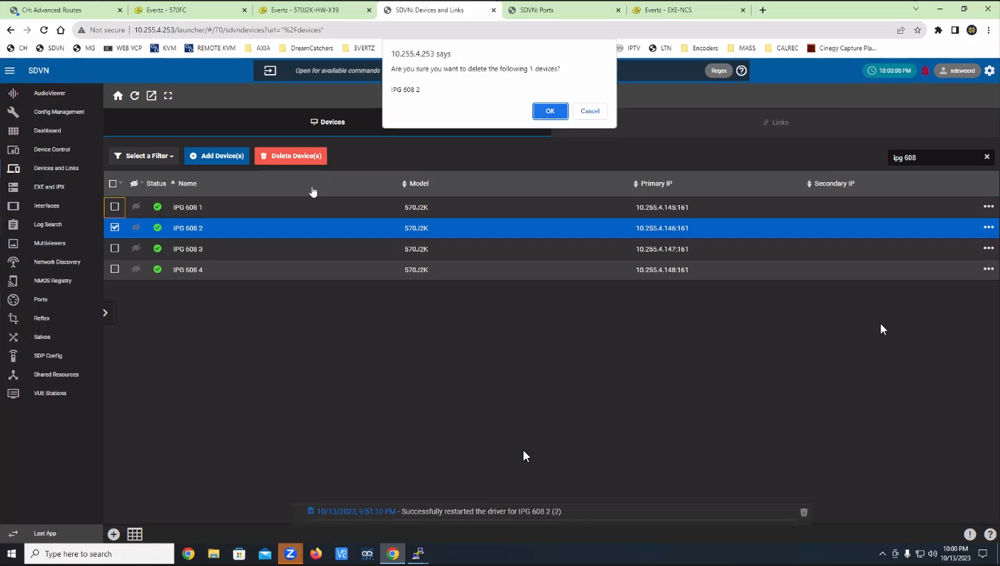 CH: Advanced Routes
Evertz - 570FC
Evertz - 570J2K-HW-X19
SDVN: Devices and Links
SDVN: Ports
Evertz - EXE-NCS
Not secure
10.255.4.253/launcher/#/70/sdvndevices?url="%2Fdevices"
CH
SDVN
MG
WEB VCP
KVM
REMOTE KVM
AXIA
DreamCatchers
EVERTZ
IPTV
LTN
Encoders
MASS
CALREC
Cinegy Capture Pla...
10.255.4.253 says
Are you sure you want to delete the following 1 devices?
IPG 608 2
OK
Cancel
SDVN
Open for available commands
Regex
10:00:08 PM
sdeweerd
AudioViewer
Config Management
Dashboard
Device Control
Devices and Links
EXE and IPX
Interfaces
Log Search
Multiviewers
Network Discovery
NMOS Registry
Ports
Reflex
Salvos
SDP Config
Shared Resources
VUE Stations
Last App
Devices
Links
Select a Filter
Add Device(s)
Delete Device(s)
ipg 608
Status Name Model Primary IP Secondary IP
IPG 608 1 570J2K 10.255.4.145:161
IPG 608 2 570J2K 10.255.4.146:161
IPG 608 3 570J2K 10.255.4.147:161
IPG 608 4 570J2K 10.255.4.148:161
10/13/2023, 9:51:10 PM - Successfully restarted the driver for IPG 608 2 (2)
Type here to search
10:00 PM
10/13/2023